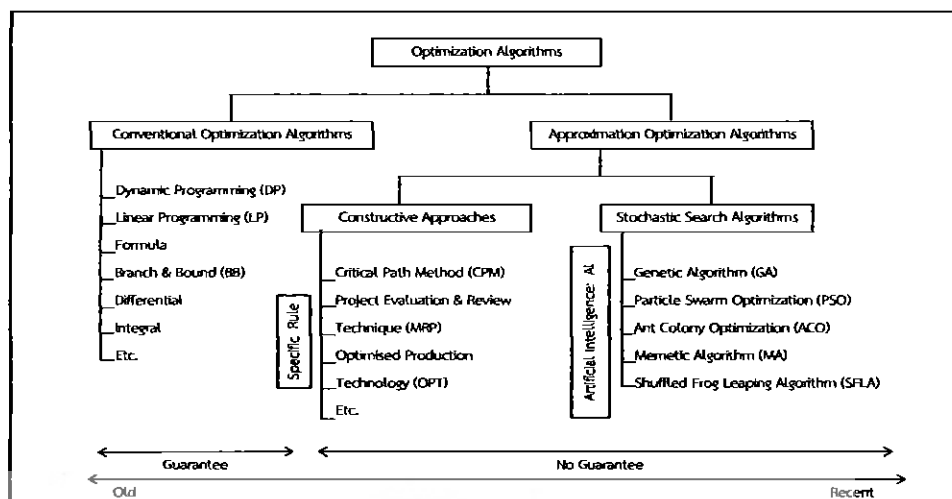 Optimization Algorithms
Conventional Optimization Algorithms
Approximation Optimization Algorithms
Dynamic Programming (DP)
Linear Programming (LP)
Formula
Branch & Bound (BB)
Differential
Integral
Etc.
Constructive Approaches
Specific Rule
Critical Path Method (CPM)
Project Evaluation & Review
Technique (MRP)
Optimised Production
Technology (OPT)
Etc.
Stochastic Search Algorithms
Artificial Intelligence: AI
Genetic Algorithm (GA)
Particle Swarm Optimization (PSO)
Ant Colony Optimization (ACO)
Memetic Algorithm (MA)
Shuffled Frog Leaping Algorithm (SFLA)
Guarantee
No Guarantee
Old
Recent